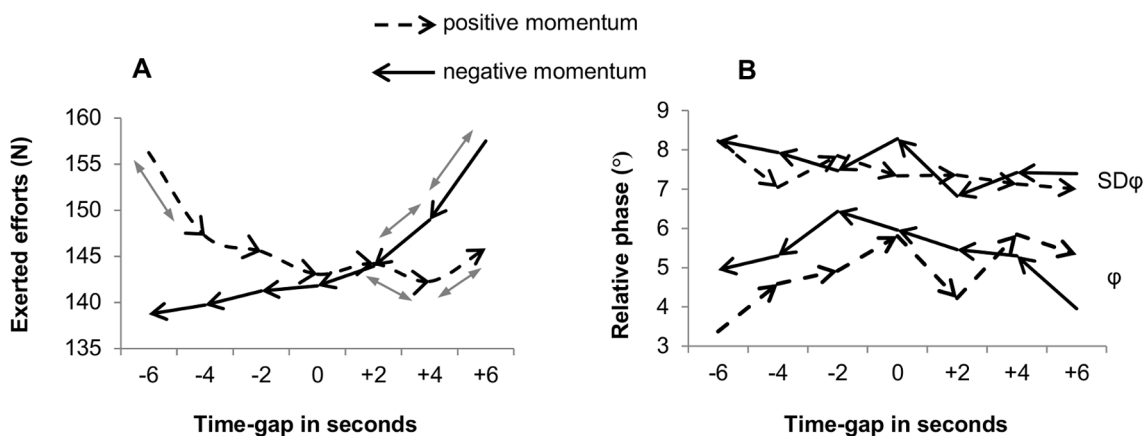 positive momentum
negative momentum
A
Exerted efforts (N)
160
155
150
145
140
135
-6 -4 -2 0 +2 +4 +6
Time-gap in seconds
B
Relative phase (°)
9
8
7
6
5
4
3
SDφ
φ
-6 -4 -2 0 +2 +4 +6
Time-gap in seconds